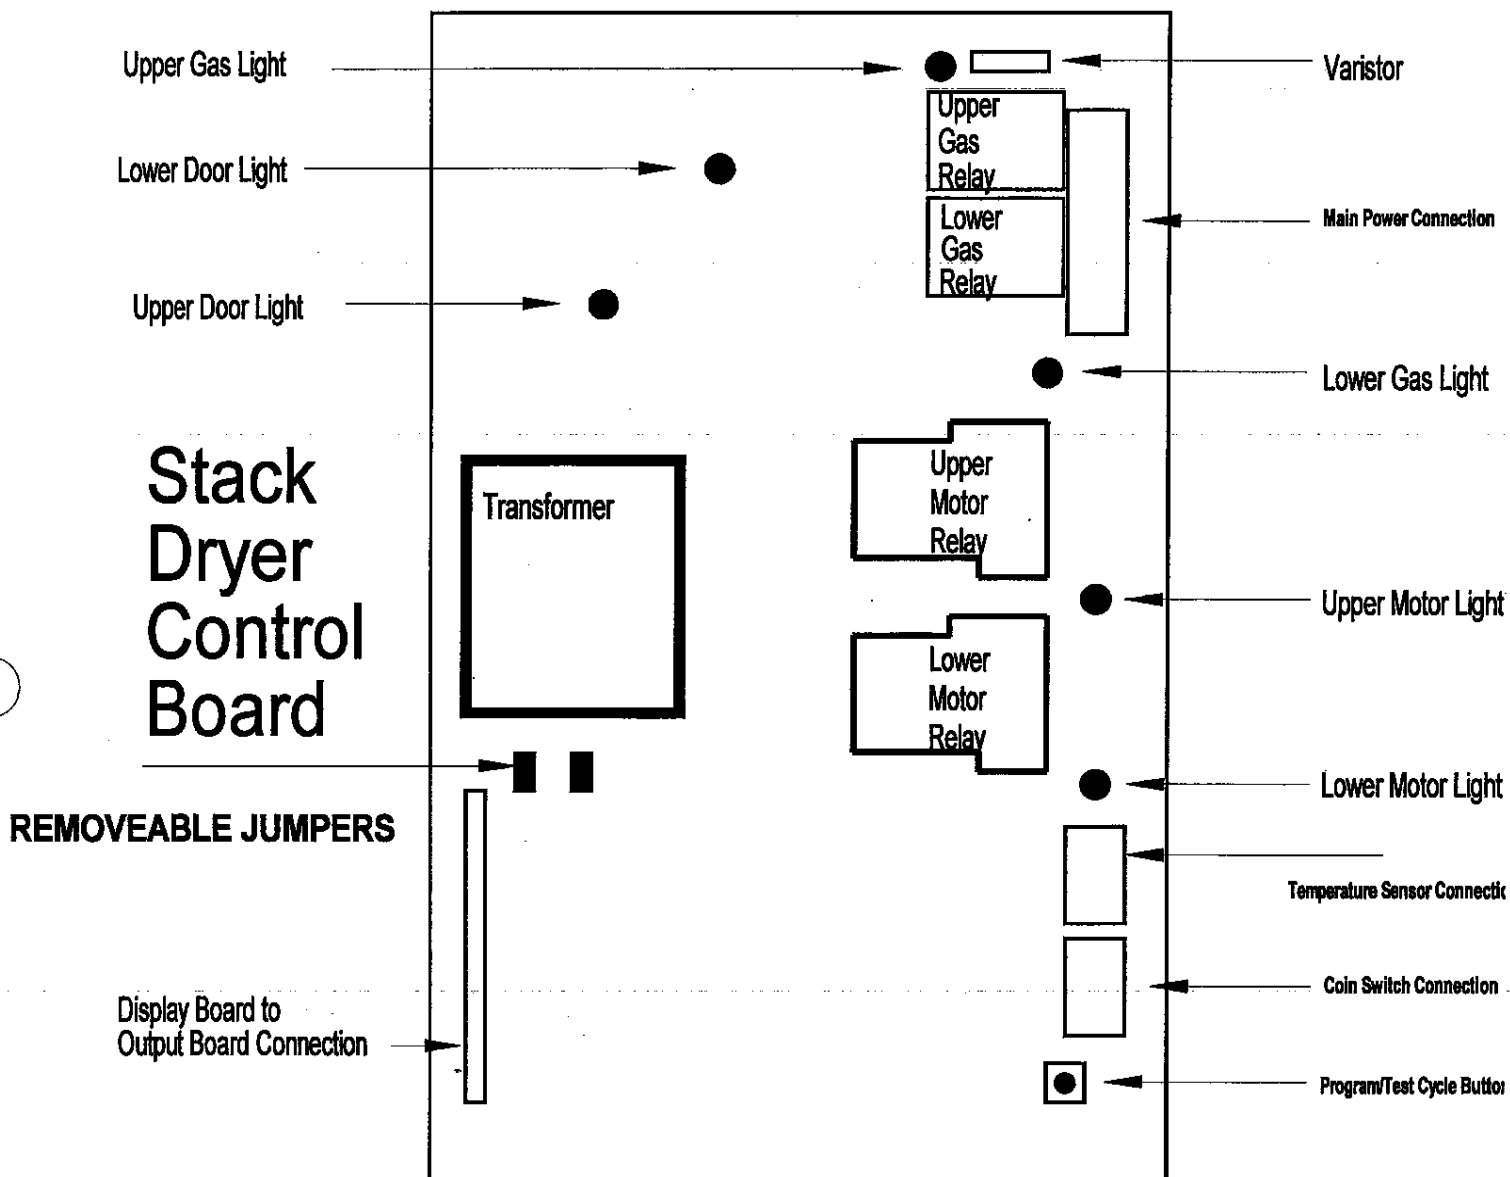 Upper Gas Light
Varistor
Upper
Gas
Relay
Lower Door Light
Lower
Gas
Relay
Main Power Connection
Upper Door Light
Lower Gas Light
Stack
Dryer
Control
Board
Transformer
Upper
Motor
Relay
Upper Motor Light
Lower
Motor
Relay
Lower Motor Light
REMOVEABLE JUMPERS
Temperature Sensor Connectic
Coin Switch Connection
Display Board to
Output Board Connection
Program/Test Cycle Button